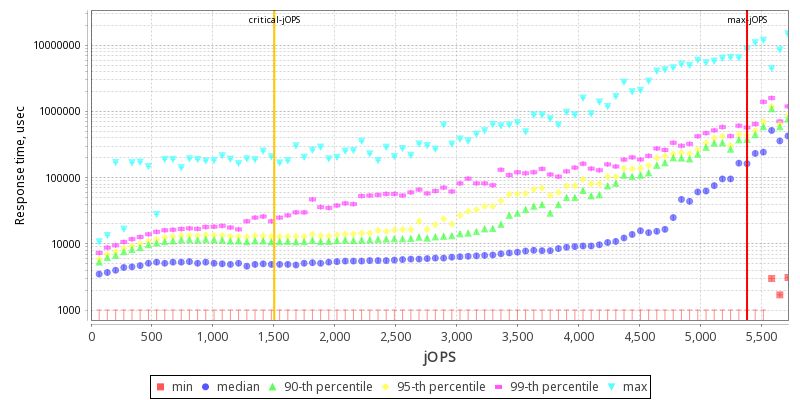 critical-jOPS
max-jOPS
Response time, usec
10000000
1000000
100000
10000
1000
0
500
1,000
1,500
2,000
2,500
3,000
3,500
4,000
4,500
5,000
5,500
jOPS
min
median
90-th percentile
95-th percentile
99-th percentile
max